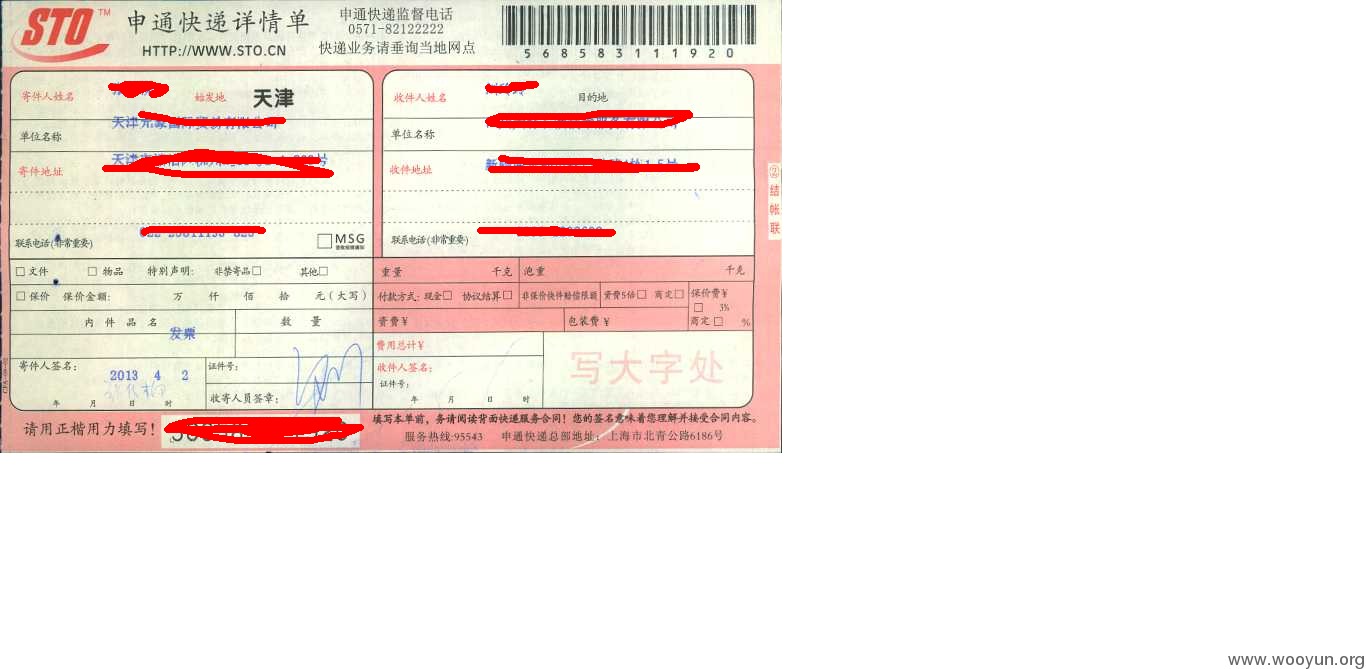 STO TM 申通快递详情单
HTTP://WWW.STO.CN
申通快递监督电话
0571-82122222
快递业务请垂询当地网点
568583111920
寄件人姓名 始发地 天津
单位名称
寄件地址
联系电话(非常重要) MSG
收件人姓名 目的地
单位名称
收件地址
联系电话(非常重要)
②结帐联
文件 物品 特别声明: 非禁寄品 其他
保价 保价金额: 万 仟 佰 拾 元(大写)
内件品名 数量
发票
重量 千克 泡重 千克
付款方式: 现金 协议结算 非保价快件赔偿限额 资费5倍 商定 保价费¥
3%
商定 %
资费¥ 包装费¥
费用总计¥
寄件人签名:
2013 4 2
年 月 日 时
证件号:
收寄人员签章:
收件人签名:
证件号:
年 月 日 时
写大字处
请用正楷用力填写!
填写本单前,务请阅读背面快递服务合同!您的签名意味着您理解并接受合同内容。
服务热线:95543 申通快递总部地址: 上海市北青公路6186号
www.wooyun.org